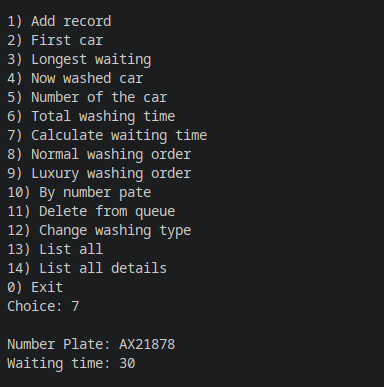 1) Add record
2) First car
3) Longest waiting
4) Now washed car
5) Number of the car
6) Total washing time
7) Calculate waiting time
8) Normal washing order
9) Luxury washing order
10) By number pate
11) Delete from queue
12) Change washing type
13) List all
14) List all details
0) Exit
Choice: 7
Number Plate: AX21878
Waiting time: 30